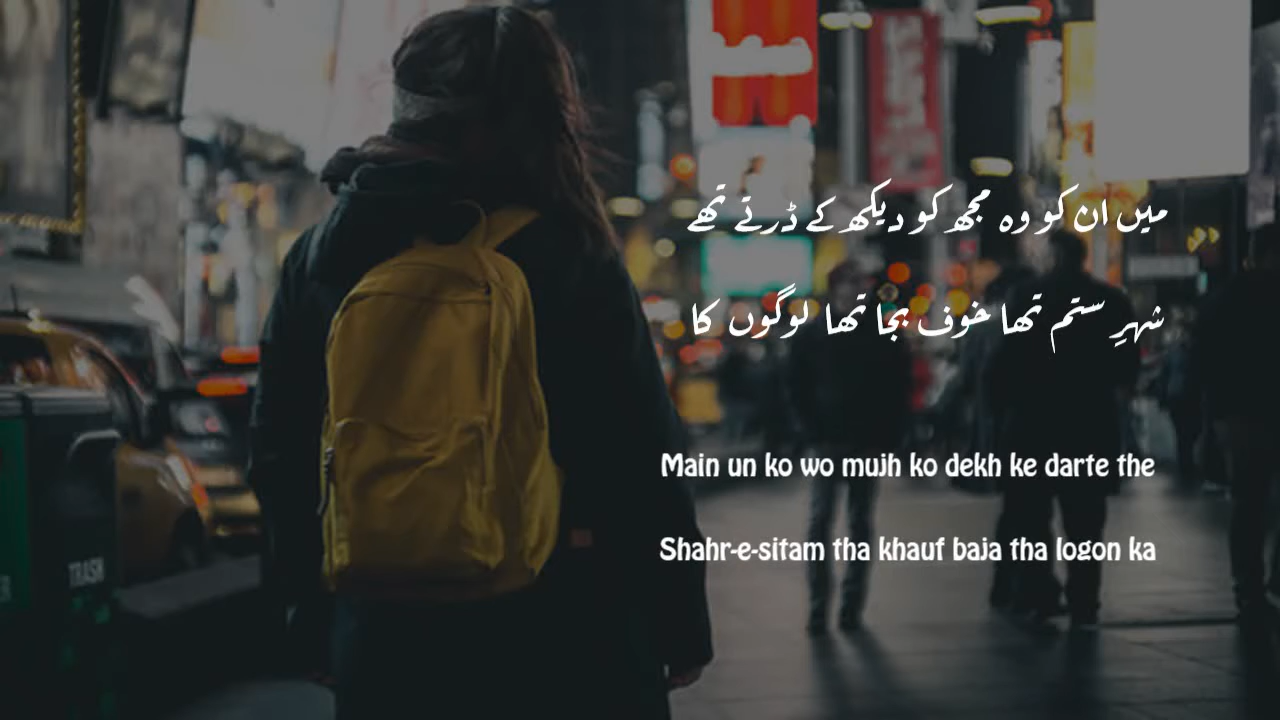 میں ان کو وہ مجھ کو دیکھ کے ڈرتے تھے
شہرِ ستم تھا خوف بجا تھا لوگوں کا
Main un ko wo mujh ko dekh ke darte the
Shahr-e-sitam tha khauf baja tha logon ka
TRASH